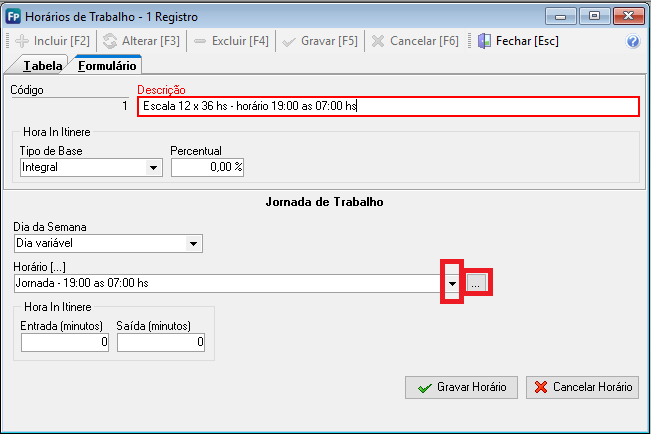 Fp Horários de Trabalho - 1 Registro
Incluir [F2] Alterar [F3] Excluir [F4] Gravar [F5] Cancelar [F6] Fechar [Esc] ?
Tabela Formulário
Código Descrição
1 Escala 12 x 36 hs - horário 19:00 as 07:00 hs
Hora In Itinere
Tipo de Base Percentual
Integral 0,00 %
Jornada de Trabalho
Dia da Semana
Dia variável
Horário [...]
Jornada - 19:00 as 07:00 hs ...
Hora In Itinere
Entrada (minutos) Saída (minutos)
0 0
Gravar Horário Cancelar Horário